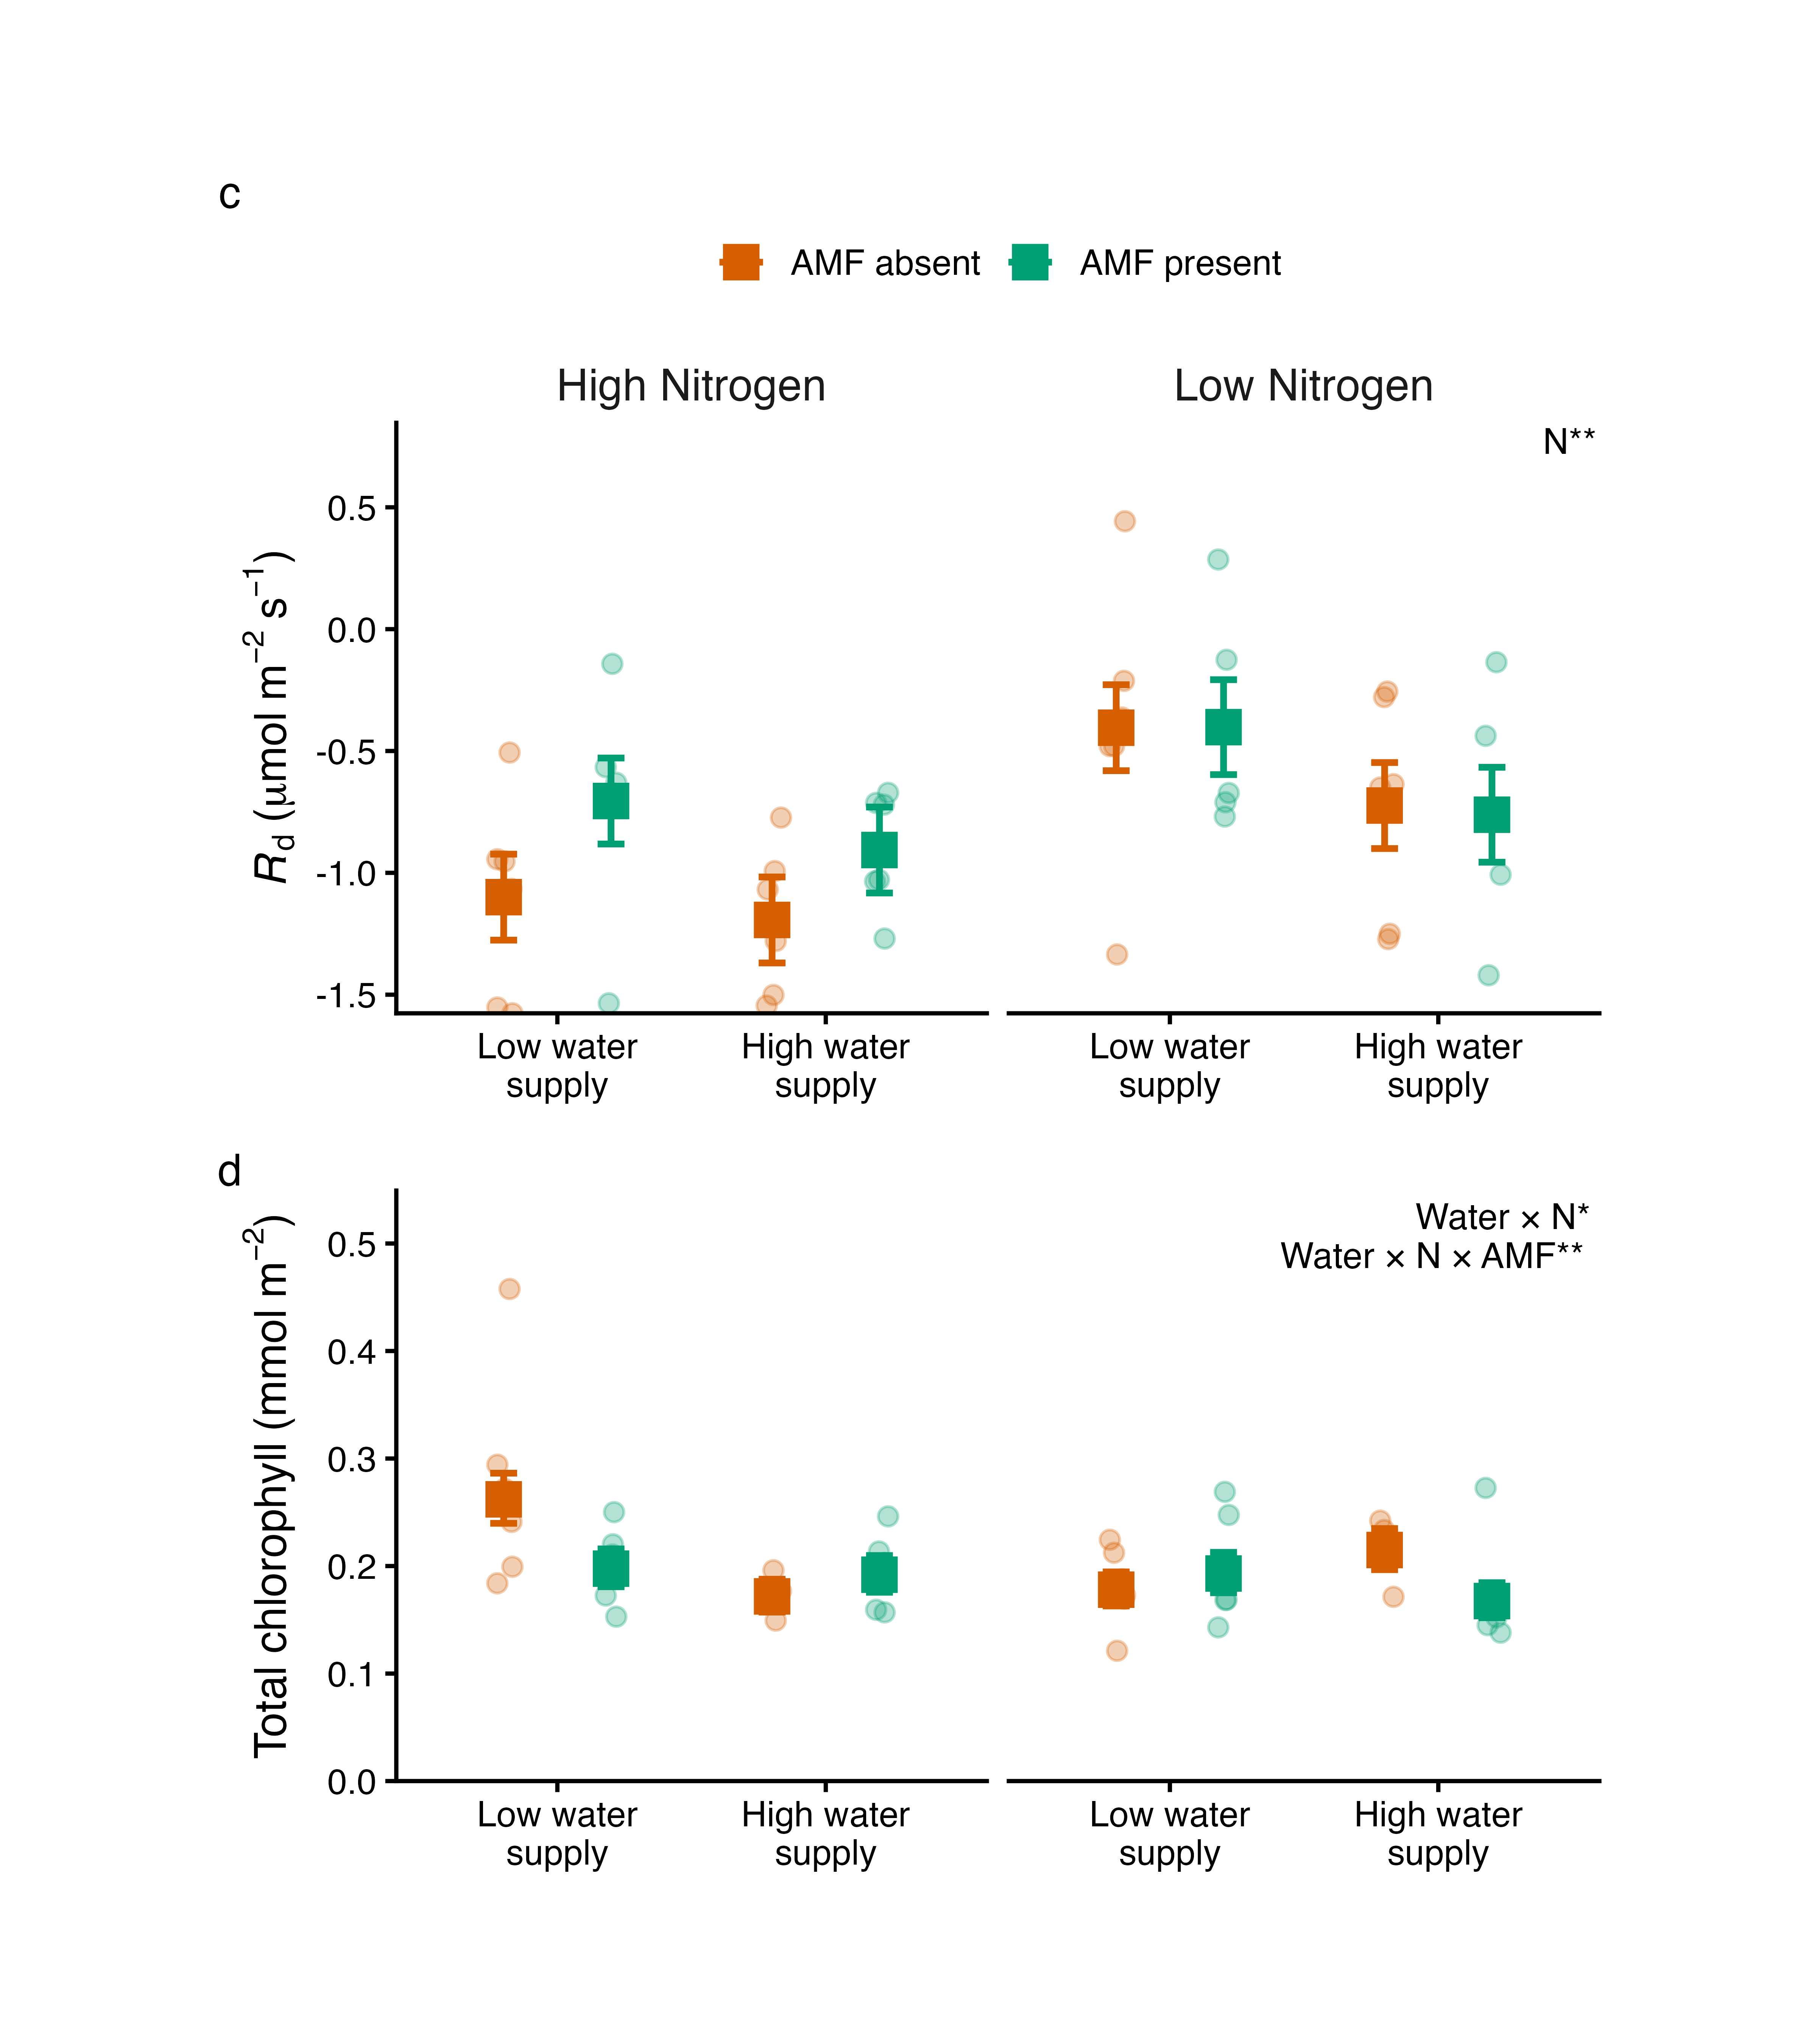 c
AMF absent AMF present
High Nitrogen Low Nitrogen
N**
Rd (μmol m−2 s−1)
0.5
0.0
-0.5
-1.0
-1.5
Low water supply
High water supply
Low water supply
High water supply
d
Water × N*
Water × N × AMF**
Total chlorophyll (mmol m−2)
0.5
0.4
0.3
0.2
0.1
0.0
Low water supply
High water supply
Low water supply
High water supply